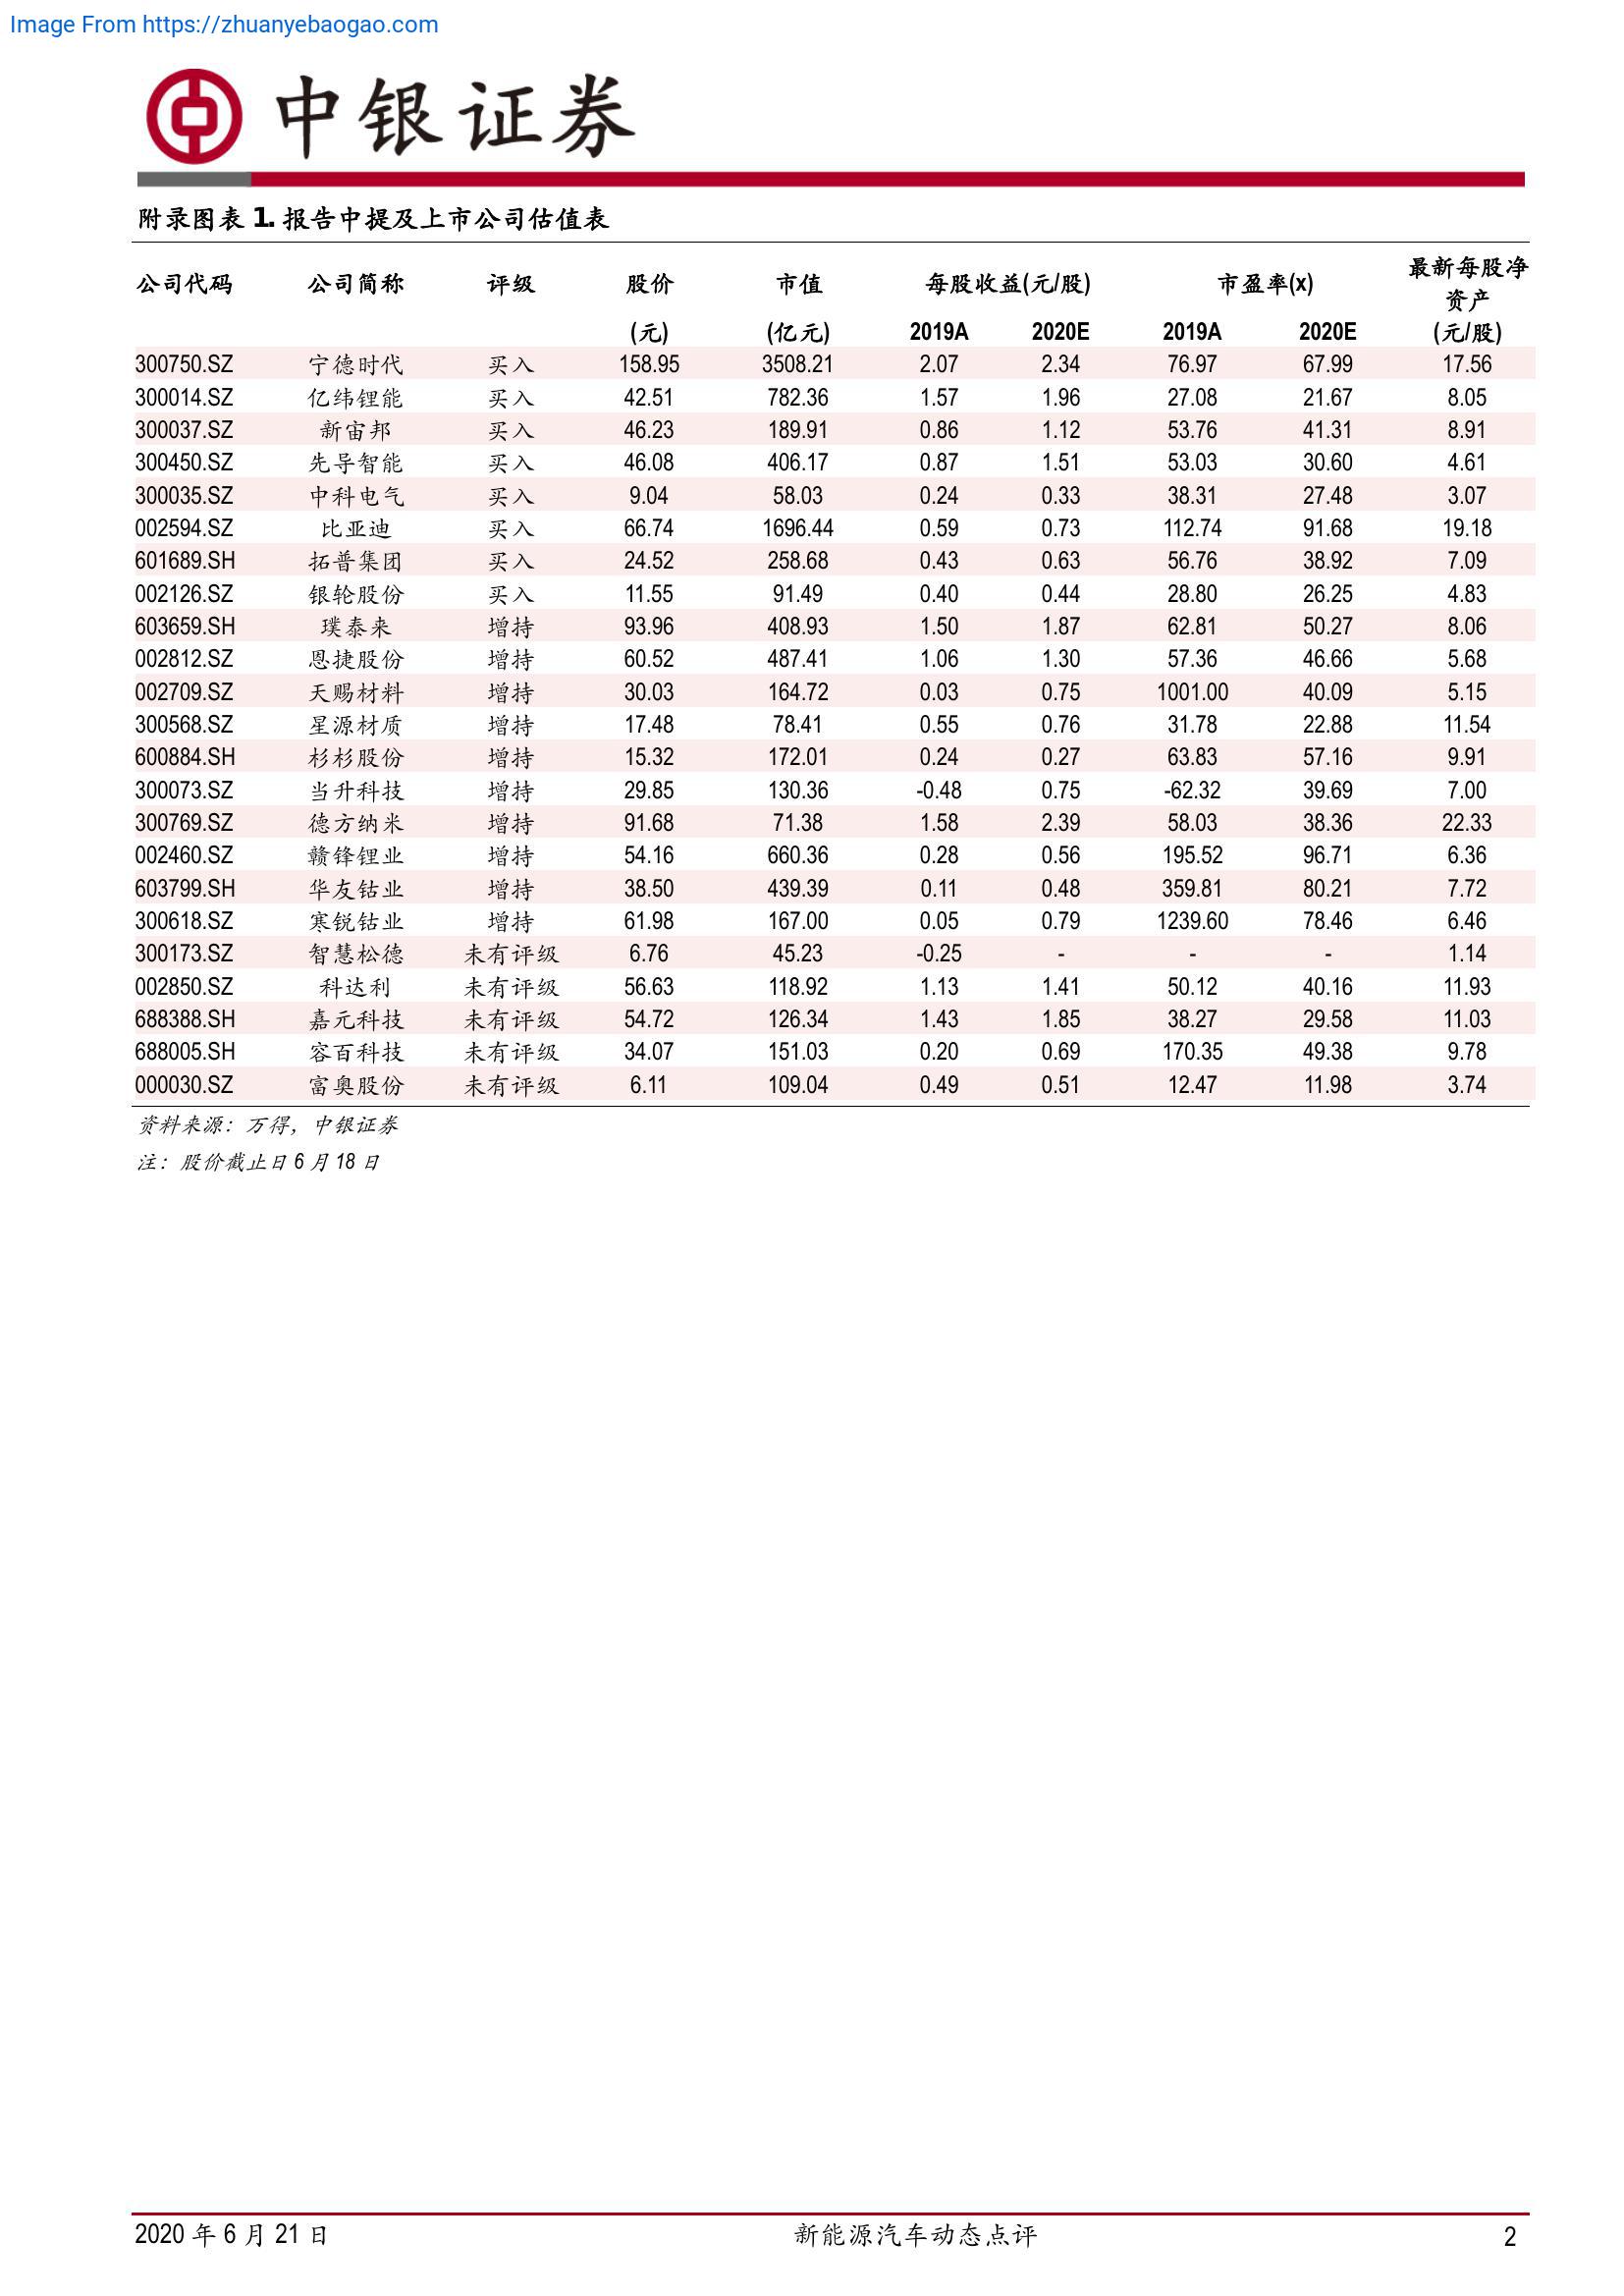 Image From https://zhuanyebaogao.com
中银证券
附录图表 1. 报告中提及上市公司估值表
公司代码 公司简称 评级 股价 市值 每股收益(元/股) 市盈率(x) 最新每股净资产
(元) (亿元) 2019A 2020E 2019A 2020E (元/股)
300750.SZ 宁德时代 买入 158.95 3508.21 2.07 2.34 76.97 67.99 17.56
300014.SZ 亿纬锂能 买入 42.51 782.36 1.57 1.96 27.08 21.67 8.05
300037.SZ 新宙邦 买入 46.23 189.91 0.86 1.12 53.76 41.31 8.91
300450.SZ 先导智能 买入 46.08 406.17 0.87 1.51 53.03 30.60 4.61
300035.SZ 中科电气 买入 9.04 58.03 0.24 0.33 38.31 27.48 3.07
002594.SZ 比亚迪 买入 66.74 1696.44 0.59 0.73 112.74 91.68 19.18
601689.SH 拓普集团 买入 24.52 258.68 0.43 0.63 56.76 38.92 7.09
002126.SZ 银轮股份 买入 11.55 91.49 0.40 0.44 28.80 26.25 4.83
603659.SH 璞泰来 增持 93.96 408.93 1.50 1.87 62.81 50.27 8.06
002812.SZ 恩捷股份 增持 60.52 487.41 1.06 1.30 57.36 46.66 5.68
002709.SZ 天赐材料 增持 30.03 164.72 0.03 0.75 1001.00 40.09 5.15
300568.SZ 星源材质 增持 17.48 78.41 0.55 0.76 31.78 22.88 11.54
600884.SH 杉杉股份 增持 15.32 172.01 0.24 0.27 63.83 57.16 9.91
300073.SZ 当升科技 增持 29.85 130.36 -0.48 0.75 -62.32 39.69 7.00
300769.SZ 德方纳米 增持 91.68 71.38 1.58 2.39 58.03 38.36 22.33
002460.SZ 赣锋锂业 增持 54.16 660.36 0.28 0.56 195.52 96.71 6.36
603799.SH 华友钴业 增持 38.50 439.39 0.11 0.48 359.81 80.21 7.72
300618.SZ 寒锐钴业 增持 61.98 167.00 0.05 0.79 1239.60 78.46 6.46
300173.SZ 智慧松德 未有评级 6.76 45.23 -0.25 - - - 1.14
002850.SZ 科达利 未有评级 56.63 118.92 1.13 1.41 50.12 40.16 11.93
688388.SH 嘉元科技 未有评级 54.72 126.34 1.43 1.85 38.27 29.58 11.03
688005.SH 容百科技 未有评级 34.07 151.03 0.20 0.69 170.35 49.38 9.78
000030.SZ 富奥股份 未有评级 6.11 109.04 0.49 0.51 12.47 11.98 3.74
资料来源：万得，中银证券
注：股价截止日 6 月 18 日
2020 年 6 月 21 日 新能源汽车动态点评 2